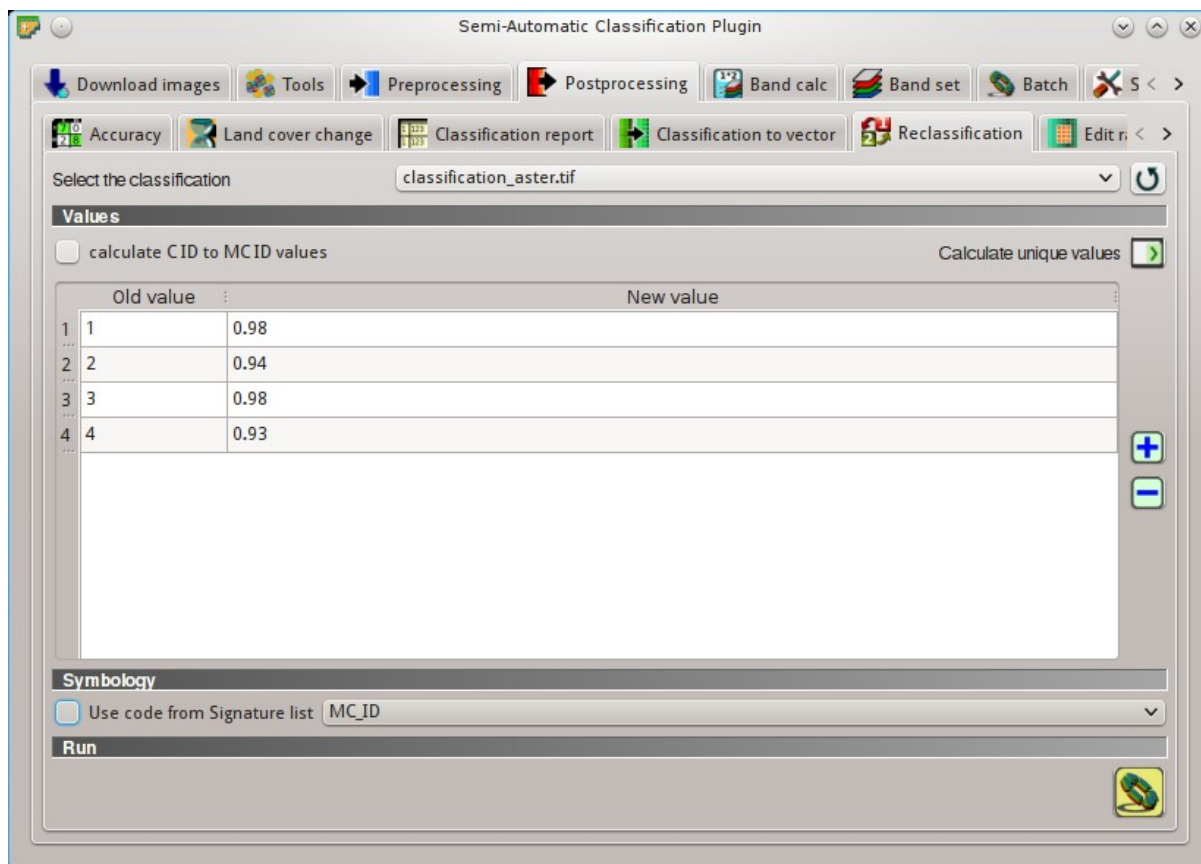 Semi-Automatic Classification Plugin
Download images Tools Preprocessing Postprocessing Band calc Band set Batch S
Accuracy Land cover change Classification report Classification to vector Reclassification Edit
Select the classification classification_aster.tif
Values
calculate CID to MCID values Calculate unique values
Old value New value
1 1 0.98
2 2 0.94
3 3 0.98
4 4 0.93
Symbology
Use code from Signature list MC_ID
Run